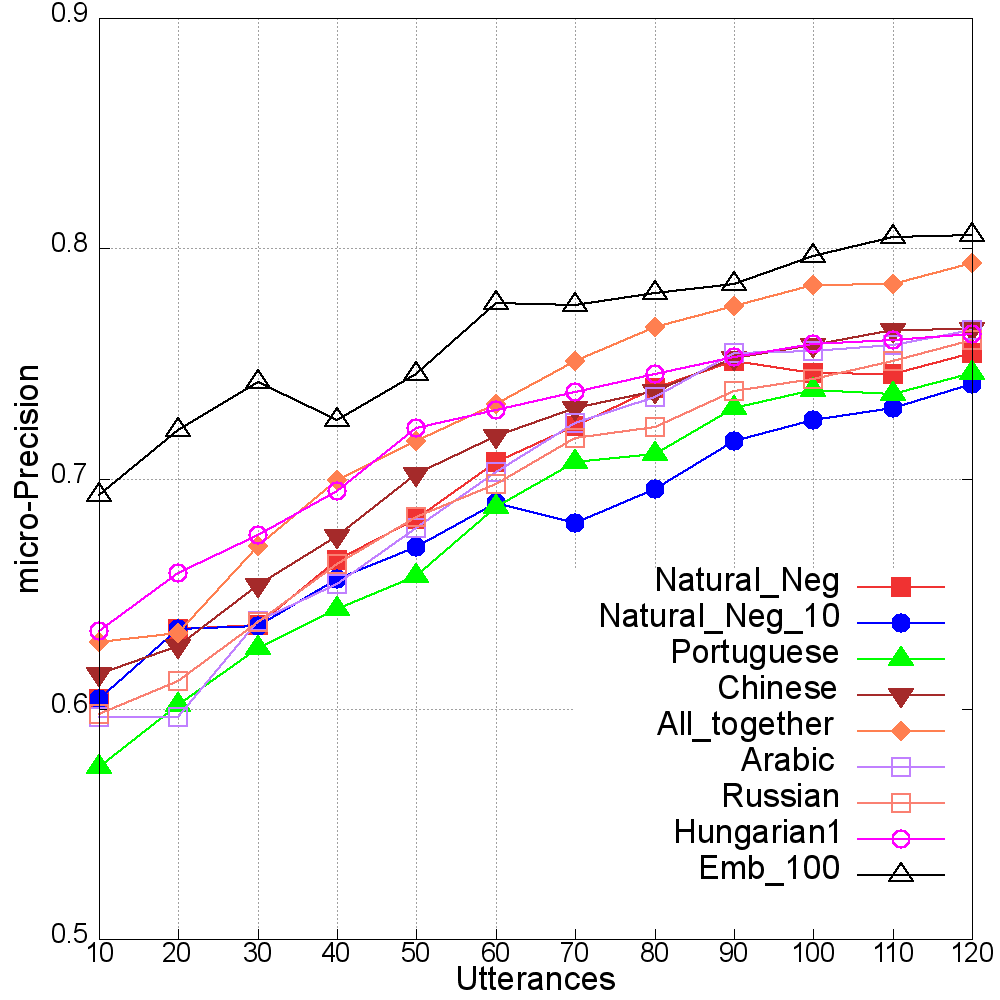 0.9
0.8
0.7
0.6
0.5
micro-Precision
Natural_Neg
Natural_Neg_10
Portuguese
Chinese
All_together
Arabic
Russian
Hungarian1
Emb_100
10 20 30 40 50 60 70 80 90 100 110 120
Utterances